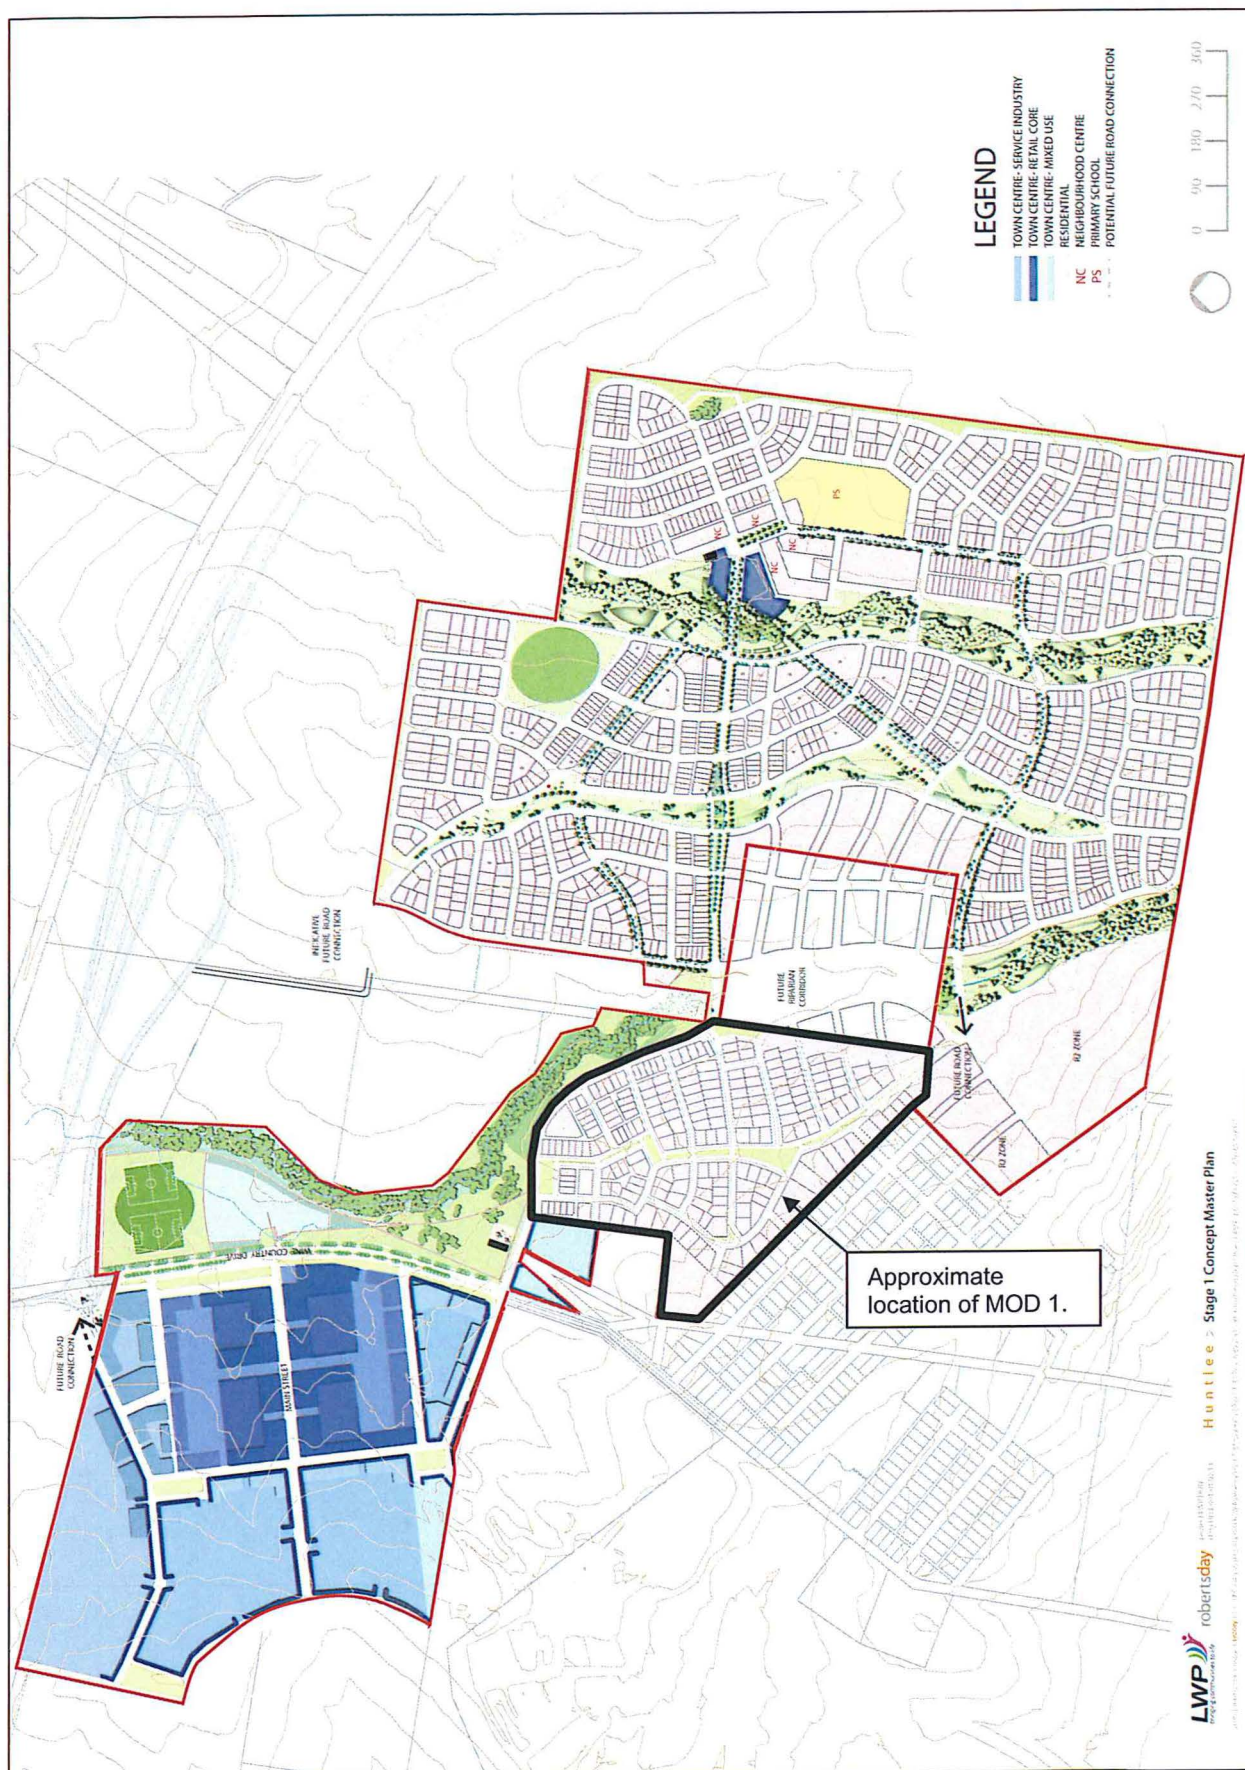 LEGEND
TOWN CENTRE- SERVICE INDUSTRY
TOWN CENTRE- RETAIL CORE
TOWN CENTRE- MIXED USE
RESIDENTIAL
NC NEIGHBOURHOOD CENTRE
PS PRIMARY SCHOOL
POTENTIAL FUTURE ROAD CONNECTION
0 90 180 270 360
INDICATIVE
FUTURE ROAD
CONNECTION
FUTURE ROAD
CONNECTION
WINE COUNTRY DRIVE
MAIN STREET
NC
NC
NC
NC
PS
FUTURE
RIPARIAN
CORRIDOR
FUTURE ROAD
CONNECTION
R2 ZONE
R2 ZONE
Approximate
location of MOD 1.
LWP
robertsday
Huntlee > Stage 1 Concept Master Plan